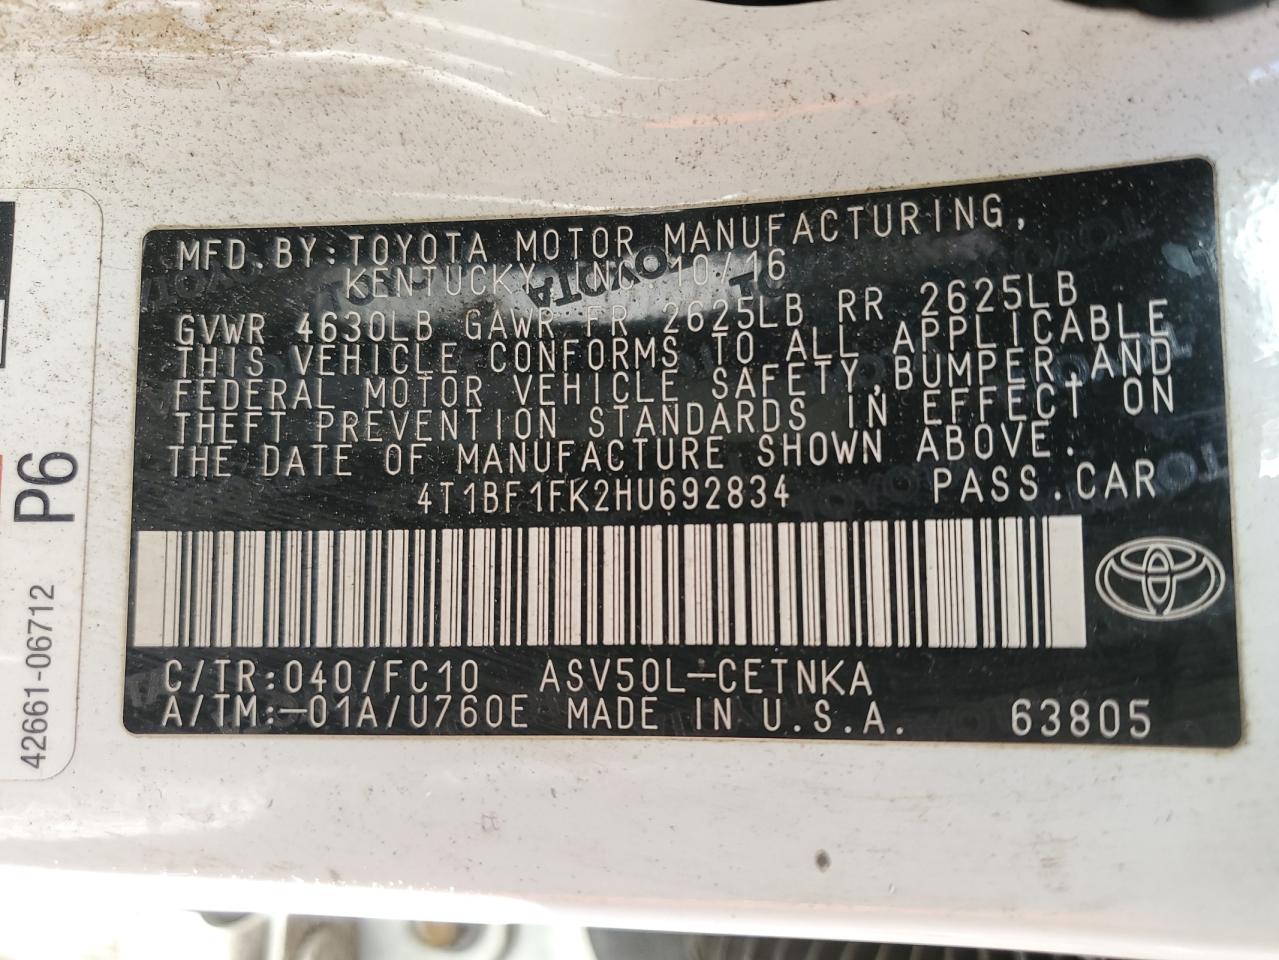 MFD.BY:TOYOTA MOTOR MANUFACTURING,
KENTUCKY, INC 10/16
GVWR 4630LB GAWR FR 2625LB RR 2625LB
THIS VEHICLE CONFORMS TO ALL APPLICABLE
FEDERAL MOTOR VEHICLE SAFETY,BUMPER,AND
THEFT PREVENTION STANDARDS IN EFFECT ON
THE DATE OF MANUFACTURE SHOWN ABOVE.
4T1BF1FK2HU692834 PASS.CAR
C/TR:040/FC10 ASV50L-CETNKA
A/TM:-01A/U760E MADE IN U.S.A. 63805
P6
42661-06712
TOYOTA